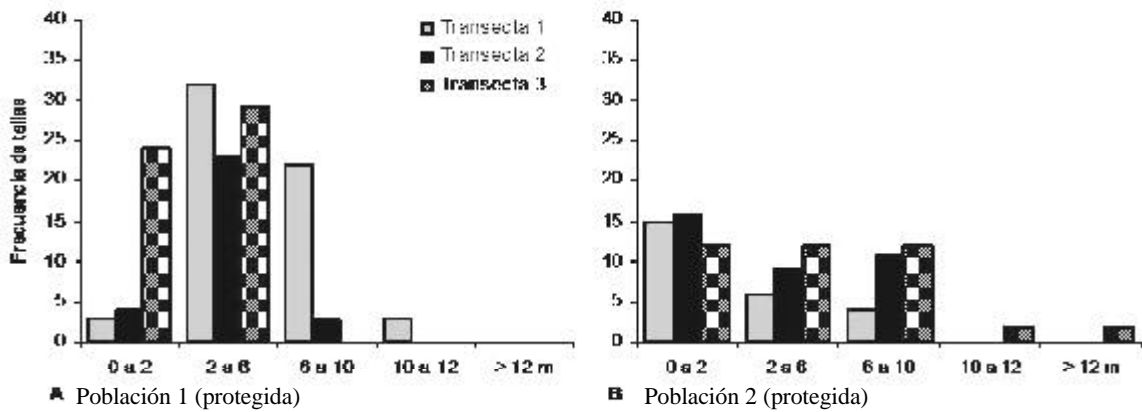 40
35
30
25
20
15
10
5
0
Frecuencia de tallas
Transecta 1
Transecta 2
Transecta 3
0 a 2 2 a 6 6 a 10 10 a 12 > 12 m
A Población 1 (protegida)
40
35
30
25
20
15
10
5
0
0 a 2 2 a 6 6 a 10 10 a 12 > 12 m
B Población 2 (protegida)